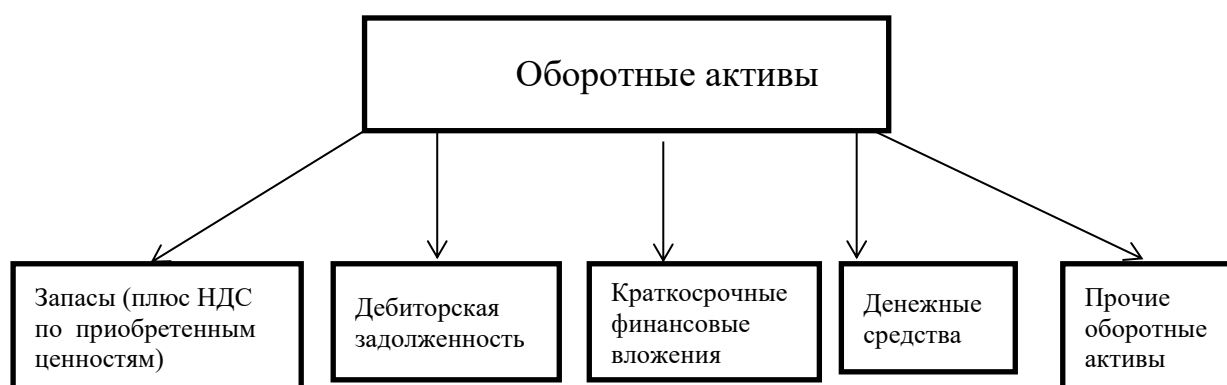 Оборотные активы
Запасы (плюс НДС
по приобретенным
ценностям)
Дебиторская
задолженность
Краткосрочные
финансовые
вложения
Денежные
средства
Прочие
оборотные
активы